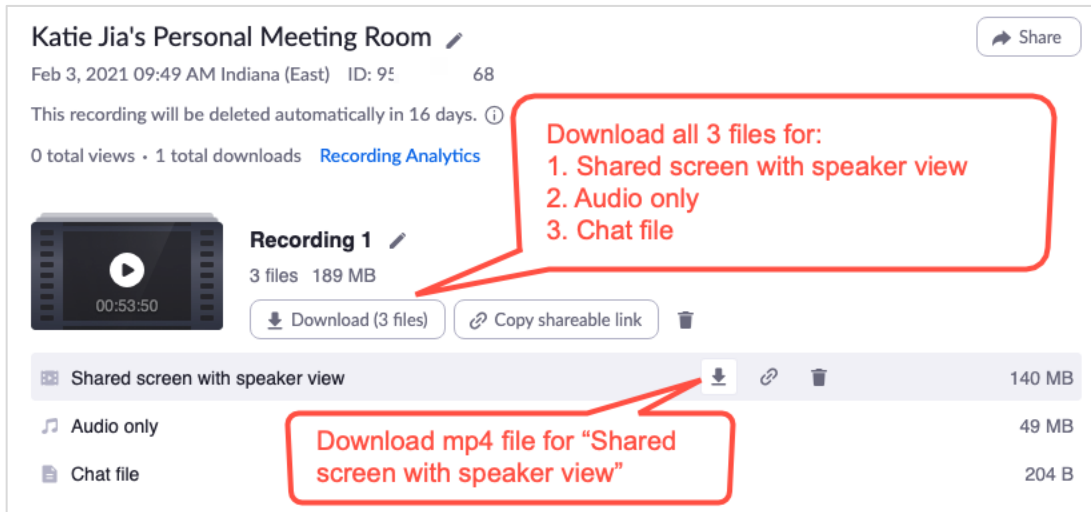 Katie Jia's Personal Meeting Room
Share
Feb 3, 2021 09:49 AM Indiana (East) ID: 95 68
This recording will be deleted automatically in 16 days.
0 total views • 1 total downloads Recording Analytics
Download all 3 files for:
1. Shared screen with speaker view
2. Audio only
3. Chat file
00:53:50
Recording 1
3 files 189 MB
Download (3 files)
Copy shareable link
Shared screen with speaker view 140 MB
Audio only 49 MB
Chat file 204 B
Download mp4 file for “Shared
screen with speaker view”